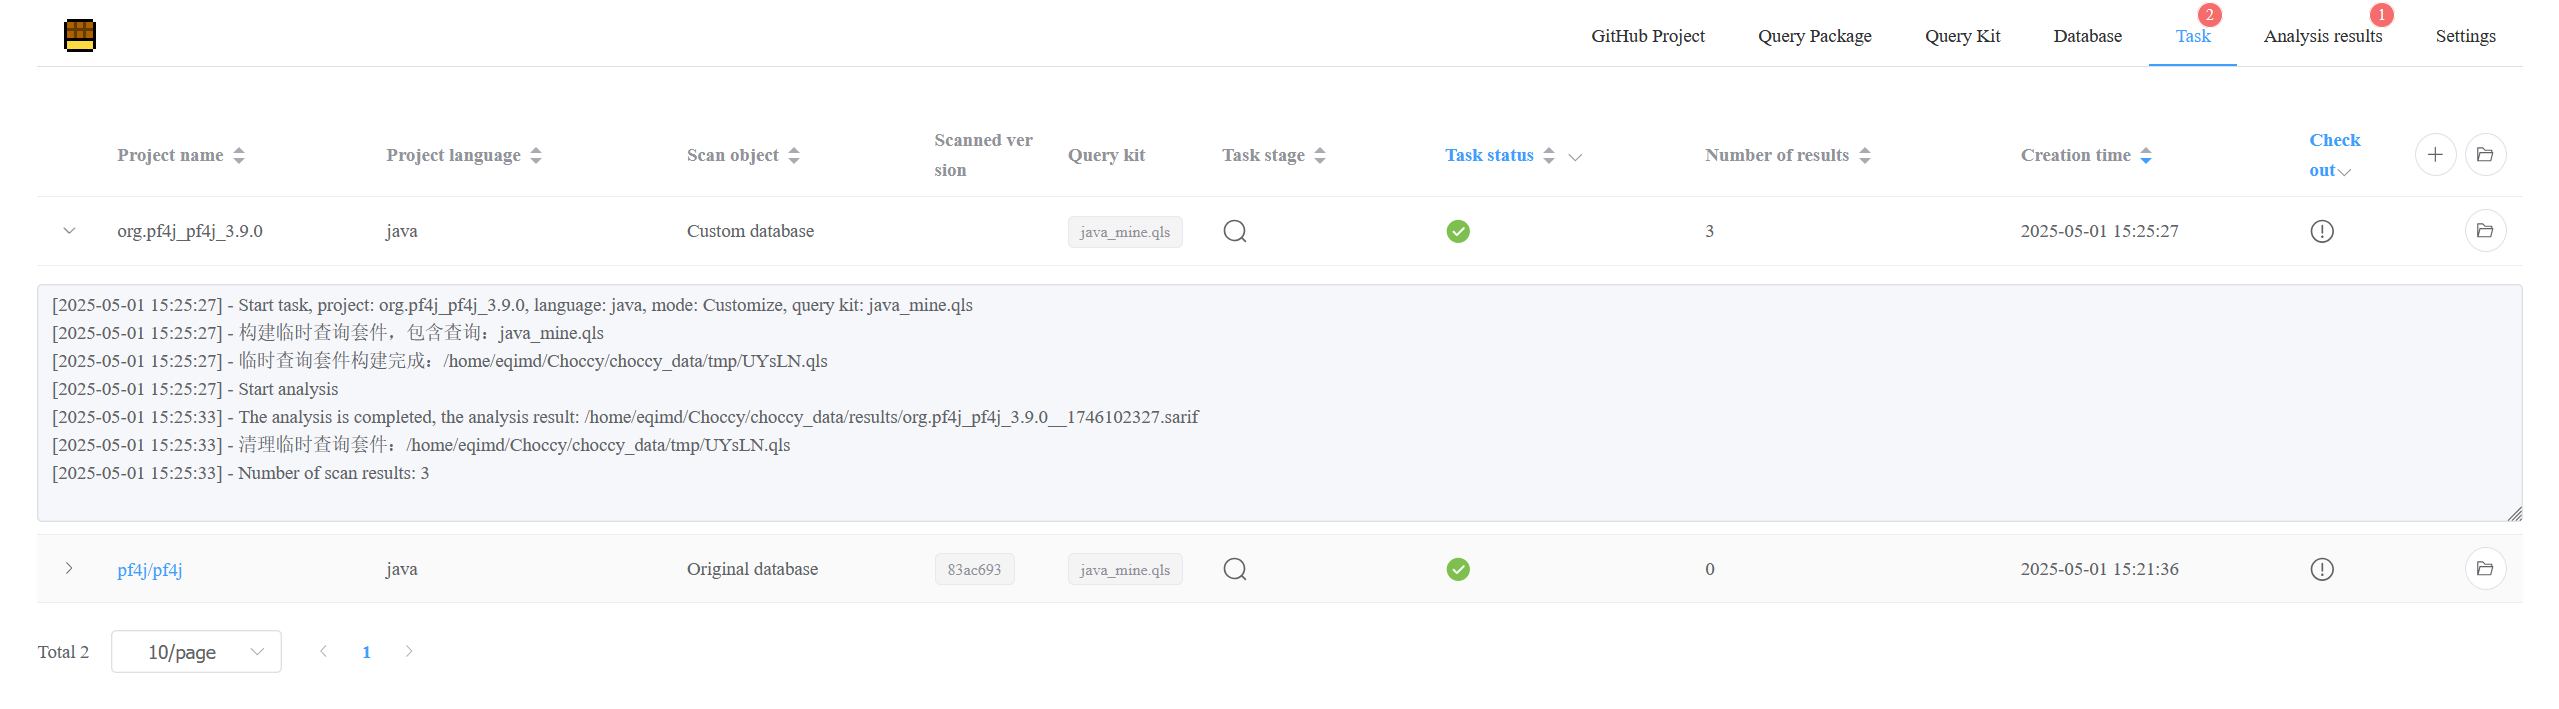 GitHub Project Query Package Query Kit Database Task 2 Analysis results 1 Settings
Project name Project language Scan object Scanned ver Query kit Task stage Task status Number of results Creation time Check
sion out
org.pf4j_pf4j_3.9.0 java Custom database java_mine.qls 3 2025-05-01 15:25:27
[2025-05-01 15:25:27] - Start task, project: org.pf4j_pf4j_3.9.0, language: java, mode: Customize, query kit: java_mine.qls
[2025-05-01 15:25:27] - 构建临时查询套件，包含查询：java_mine.qls
[2025-05-01 15:25:27] - 临时查询套件构建完成：/home/eqimd/Choccy/choccy_data/tmp/UYsLN.qls
[2025-05-01 15:25:27] - Start analysis
[2025-05-01 15:25:33] - The analysis is completed, the analysis result: /home/eqimd/Choccy/choccy_data/results/org.pf4j_pf4j_3.9.0__1746102327.sarif
[2025-05-01 15:25:33] - 清理临时查询套件：/home/eqimd/Choccy/choccy_data/tmp/UYsLN.qls
[2025-05-01 15:25:33] - Number of scan results: 3
pf4j/pf4j java Original database 83ac693 java_mine.qls 0 2025-05-01 15:21:36
Total 2 10/page 1